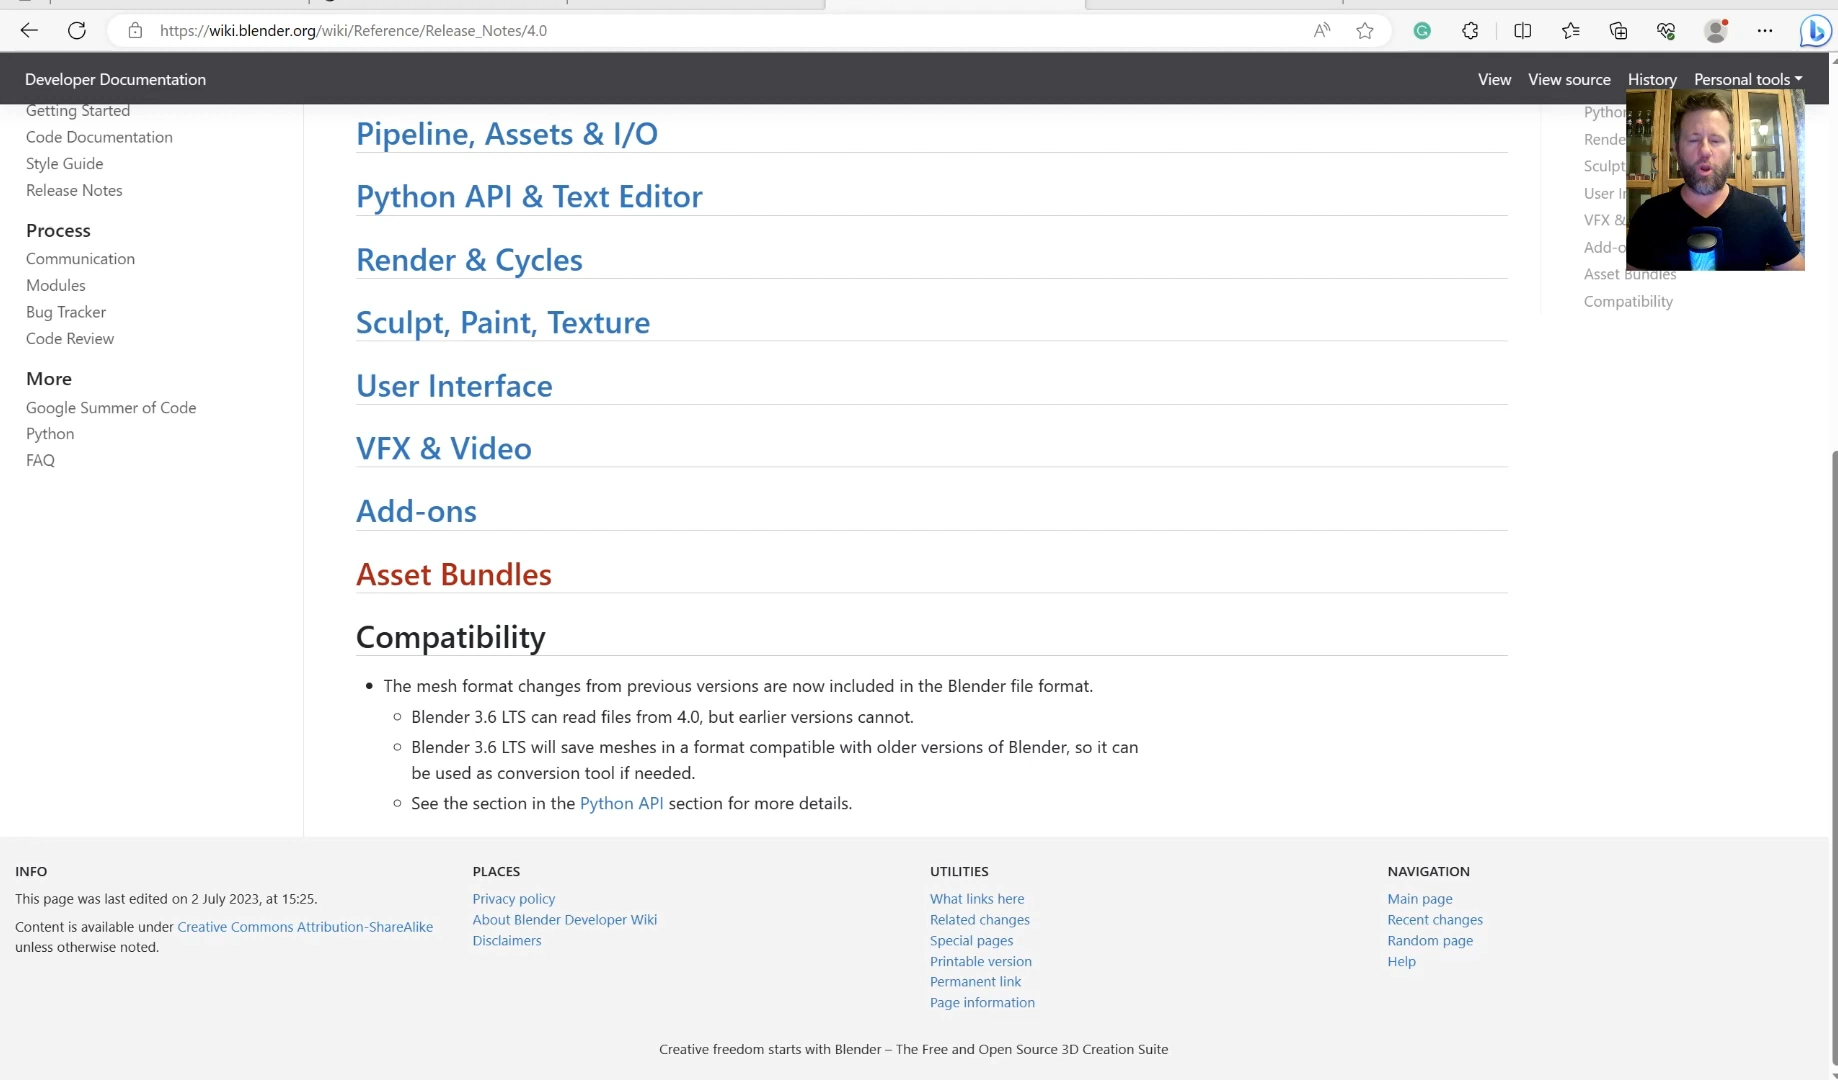 https://wiki.blender.org/wiki/Reference/Release_Notes/4.0
Developer Documentation
View
View source
History
Personal tools
Getting Started
Code Documentation
Style Guide
Release Notes
Process
Communication
Modules
Bug Tracker
Code Review
More
Google Summer of Code
Python
FAQ
Pipeline, Assets & I/O
Python API & Text Editor
Render & Cycles
Sculpt, Paint, Texture
User Interface
VFX & Video
Add-ons
Asset Bundles
Compatibility
• The mesh format changes from previous versions are now included in the Blender file format.
○ Blender 3.6 LTS can read files from 4.0, but earlier versions cannot.
○ Blender 3.6 LTS will save meshes in a format compatible with older versions of Blender, so it can
be used as conversion tool if needed.
○ See the section in the Python API section for more details.
VFX &
Asset Bundles
Compatibility
INFO
This page was last edited on 2 July 2023, at 15:25.
Content is available under Creative Commons Attribution-ShareAlike
unless otherwise noted.
PLACES
Privacy policy
About Blender Developer Wiki
Disclaimers
UTILITIES
What links here
Related changes
Special pages
Printable version
Permanent link
Page information
NAVIGATION
Main page
Recent changes
Random page
Help
Creative freedom starts with Blender – The Free and Open Source 3D Creation Suite